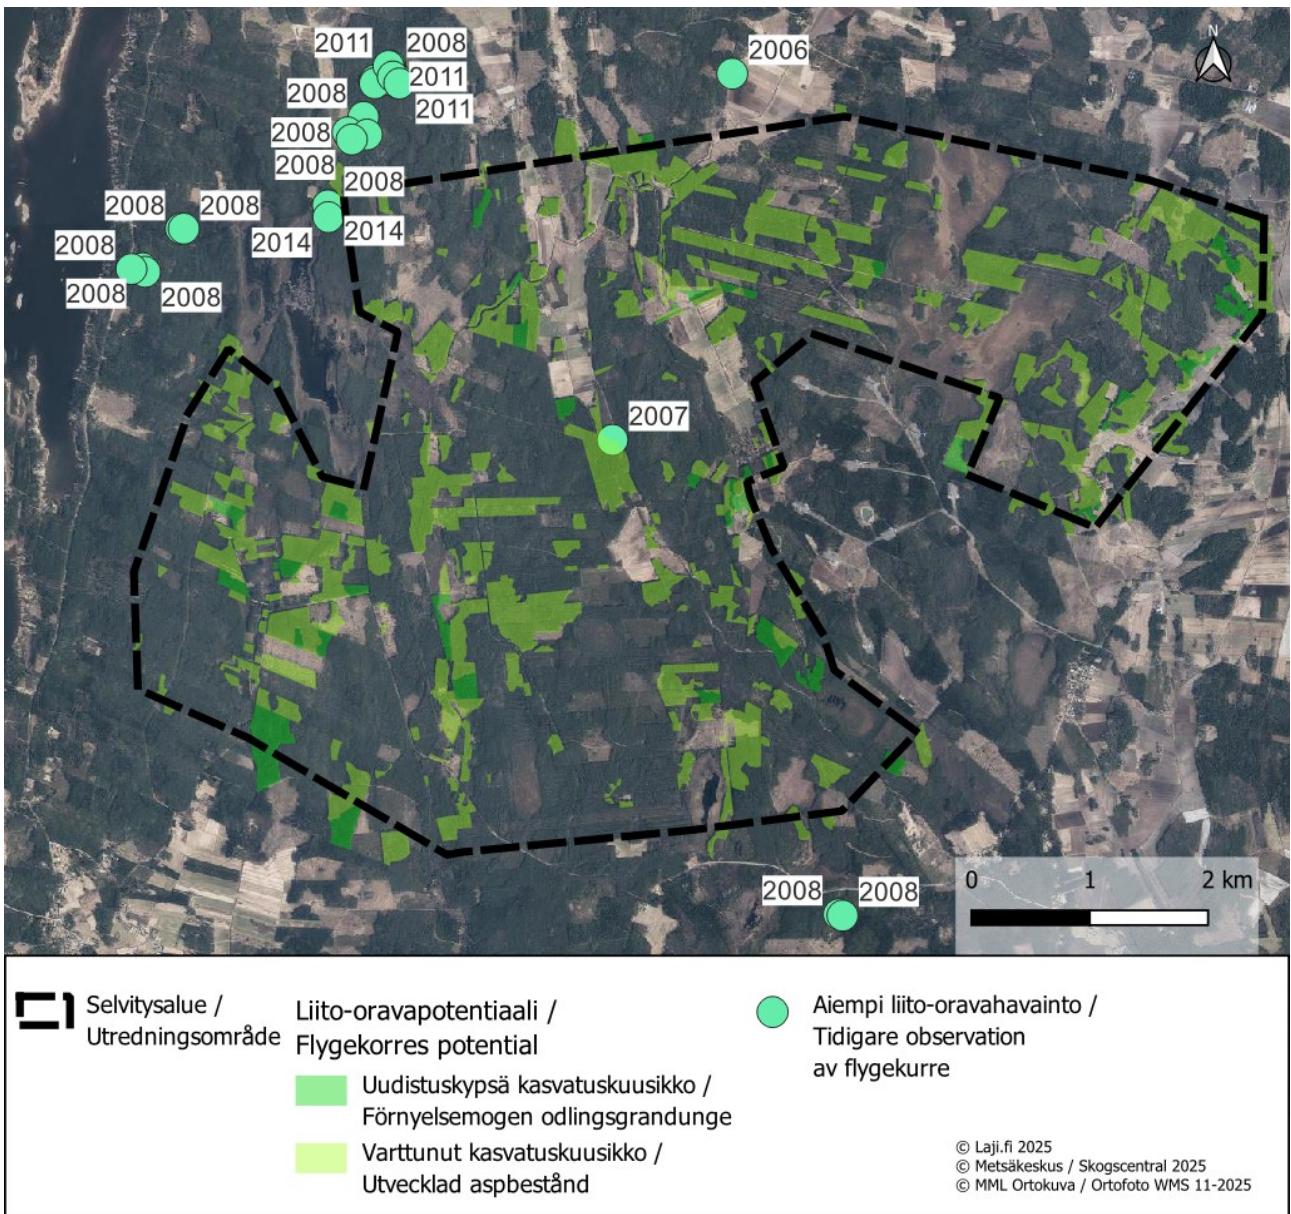 2011
2008
2006
N
2008
2011
2011
2008
2008
2008
2014
2014
2008
2008
2008
2008
2008
2007
2008
2008
0 1 2 km
Selvitysalue /
Utredningsområde
Liito-oravapotentiaali /
Flygekorres potential
Uudistuskypsä kasvatuskuusikko /
Förnyelsemogen odlingsgrandunge
Varttunut kasvatuskuusikko /
Utvecklad aspbestånd
Aiempi liito-oravahavainto /
Tidigare observation
av flygekurre
© Laji.fi 2025
© Metsäkeskus / Skogscentral 2025
© MML Ortokuva / Ortofoto WMS 11-2025